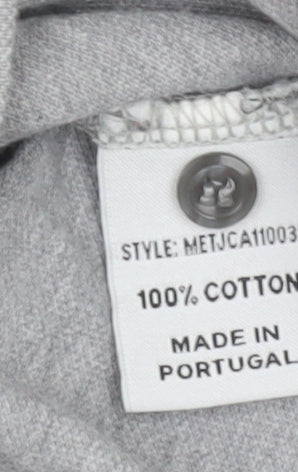 STYLE: METJCA11003
100% COTTON
MADE IN
PORTUGAL